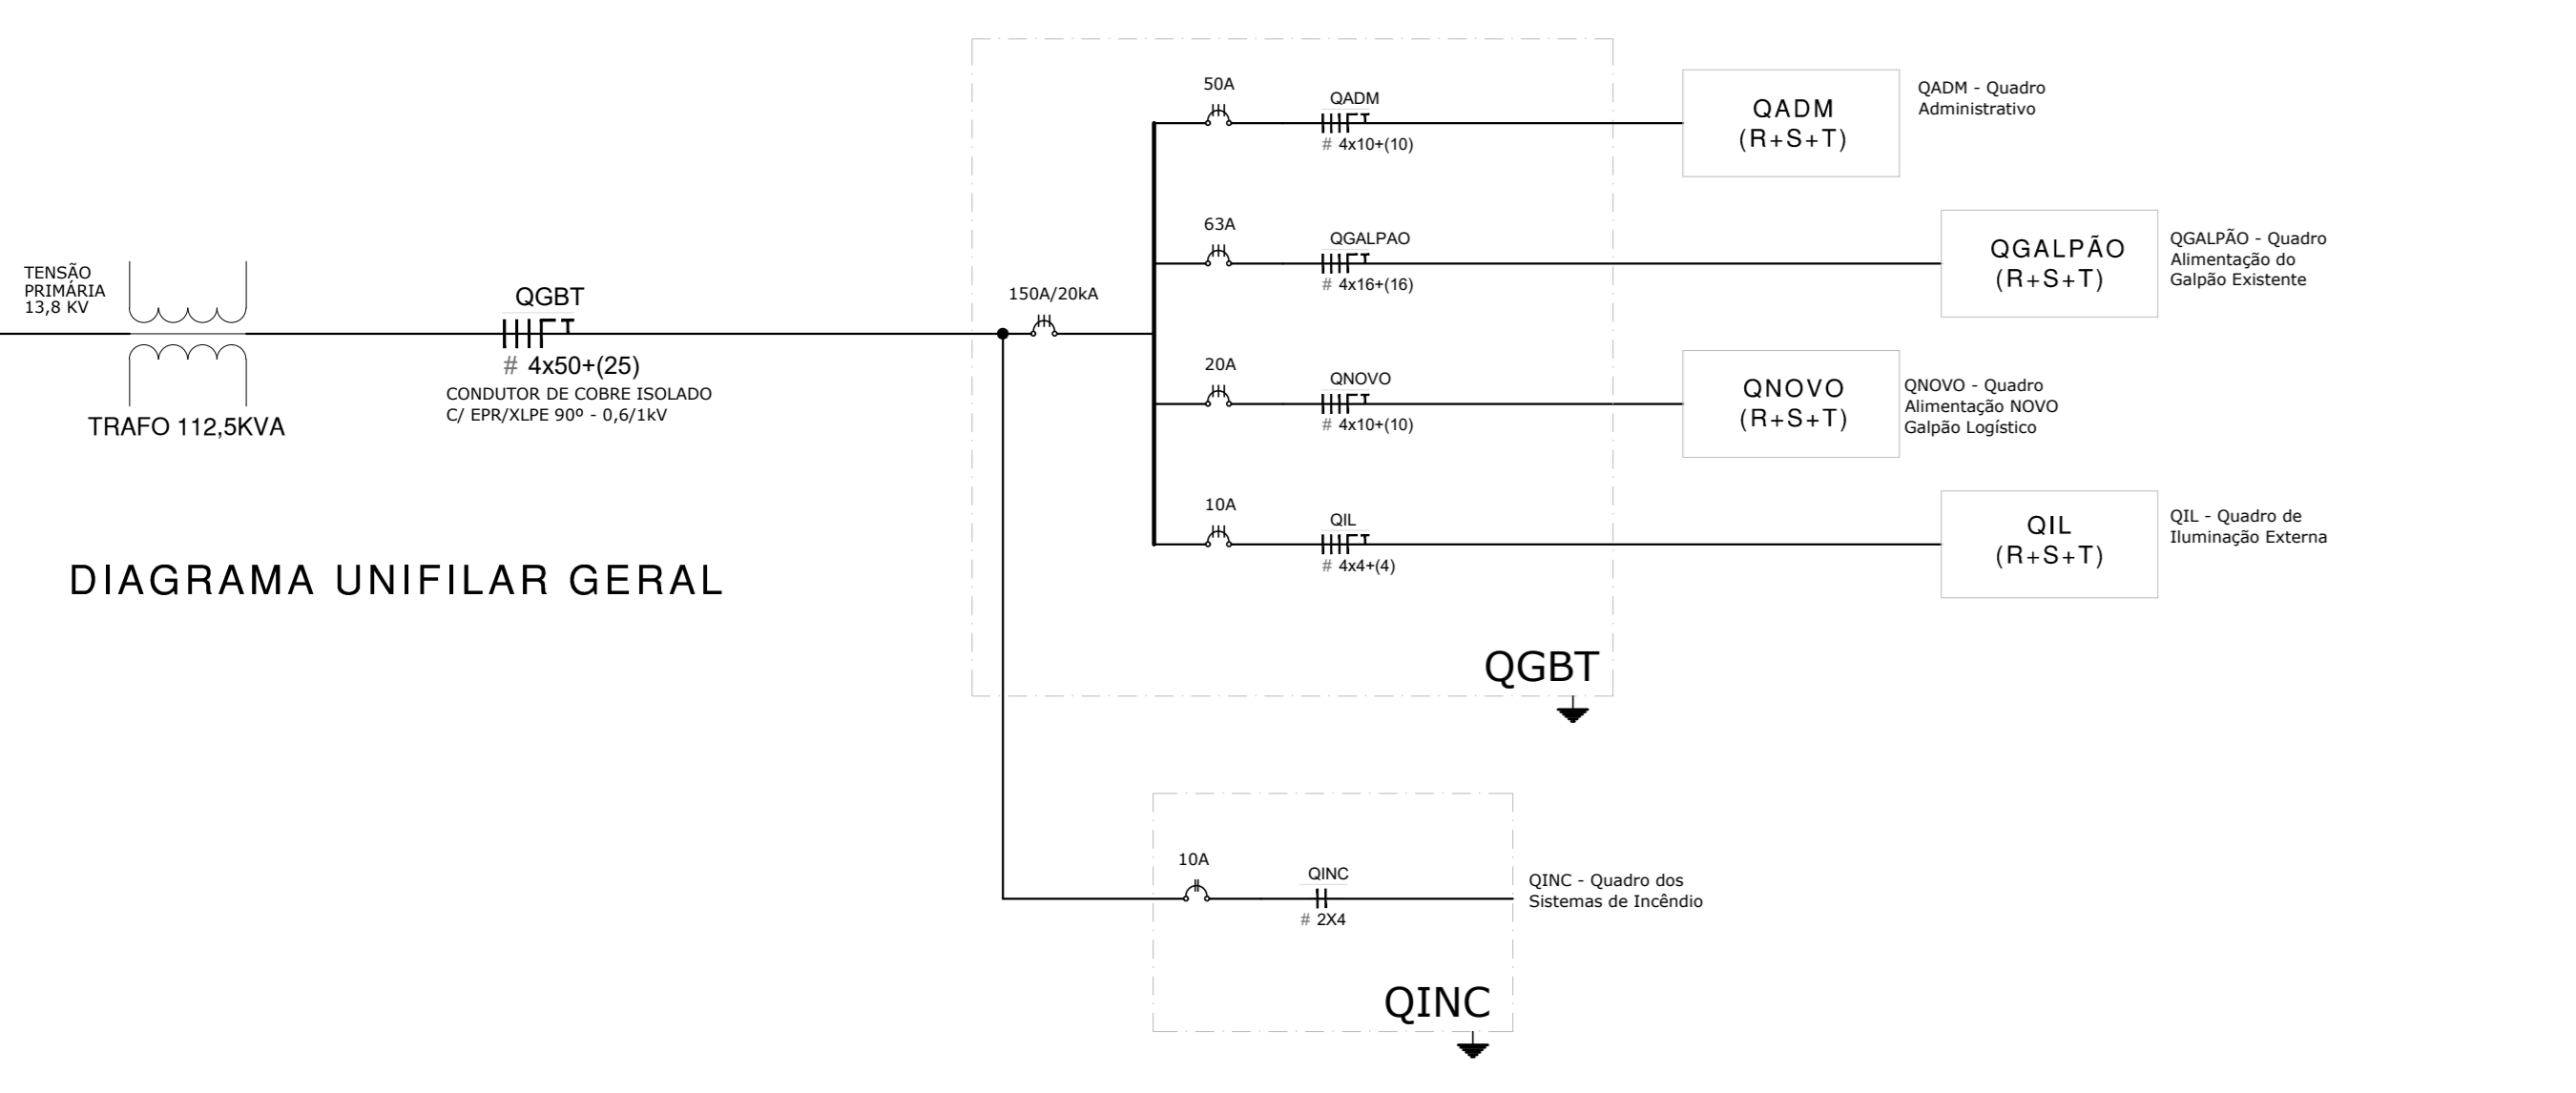 TENSÃO
PRIMÁRIA
13,8 KV
TRAFO 112,5KVA
QGBT
# 4x50+(25)
CONDUTOR DE COBRE ISOLADO
C/ EPR/XLPE 90º - 0,6/1kV
DIAGRAMA UNIFILAR GERAL
150A/20kA
50A
QADM
# 4x10+(10)
QADM
(R+S+T)
QADM - Quadro
Administrativo
63A
QGALPAO
# 4x16+(16)
QGALPÃO
(R+S+T)
QGALPÃO - Quadro
Alimentação do
Galpão Existente
20A
QNOVO
# 4x10+(10)
QNOVO
(R+S+T)
QNOVO - Quadro
Alimentação NOVO
Galpão Logístico
10A
QIL
# 4x4+(4)
QIL
(R+S+T)
QIL - Quadro de
Iluminação Externa
QGBT
10A
QINC
# 2X4
QINC - Quadro dos
Sistemas de Incêndio
QINC